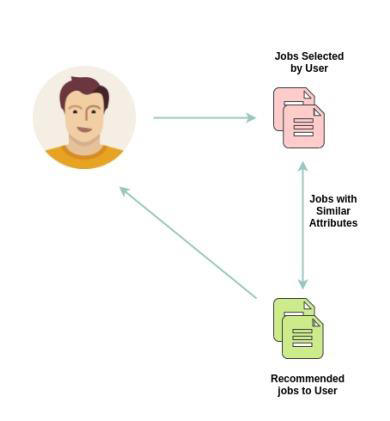 Jobs Selected
by User
Jobs with
Similar
Attributes
Recommended
jobs to User